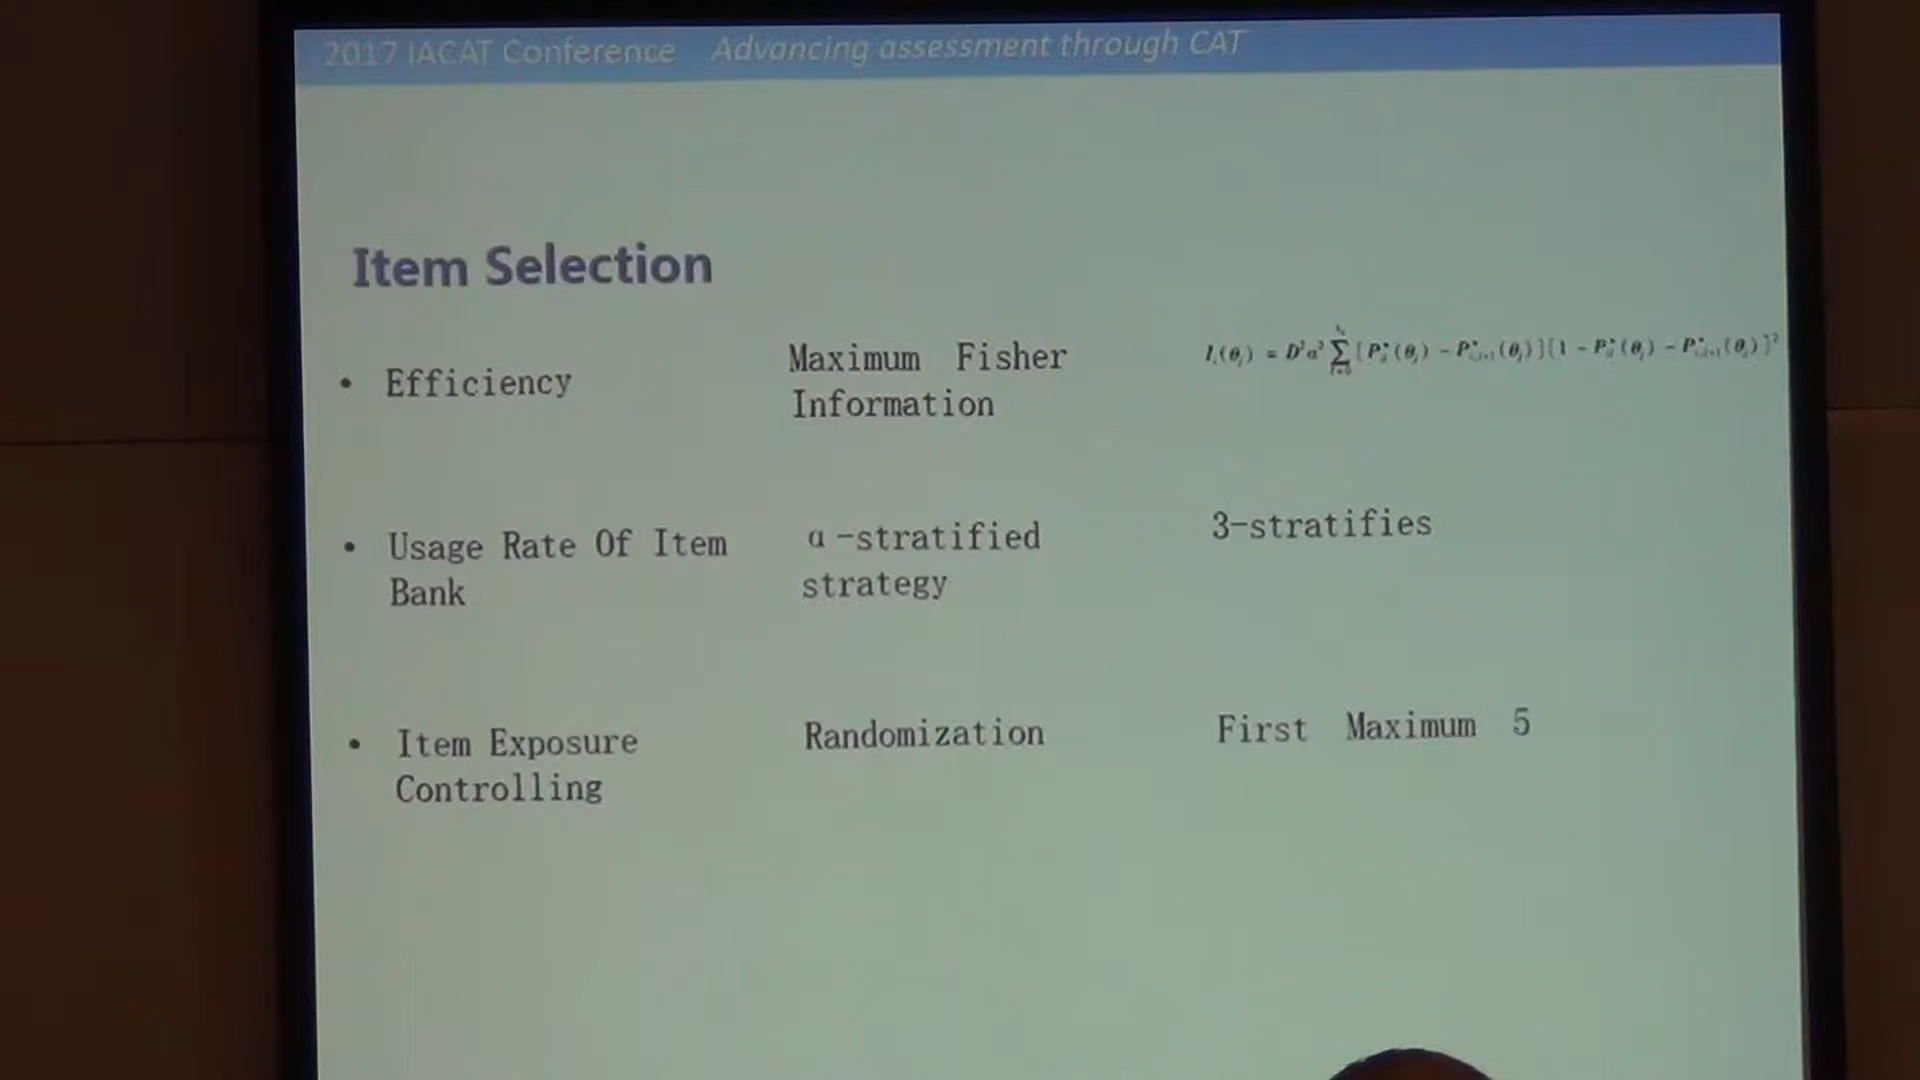 2017 IACAT Conference Advancing assessment through CAT
Item Selection
• Efficiency
Maximum Fisher
Information
• Usage Rate Of Item
Bank
α-stratified
strategy
3-stratifies
• Item Exposure
Controlling
Randomization
First Maximum 5